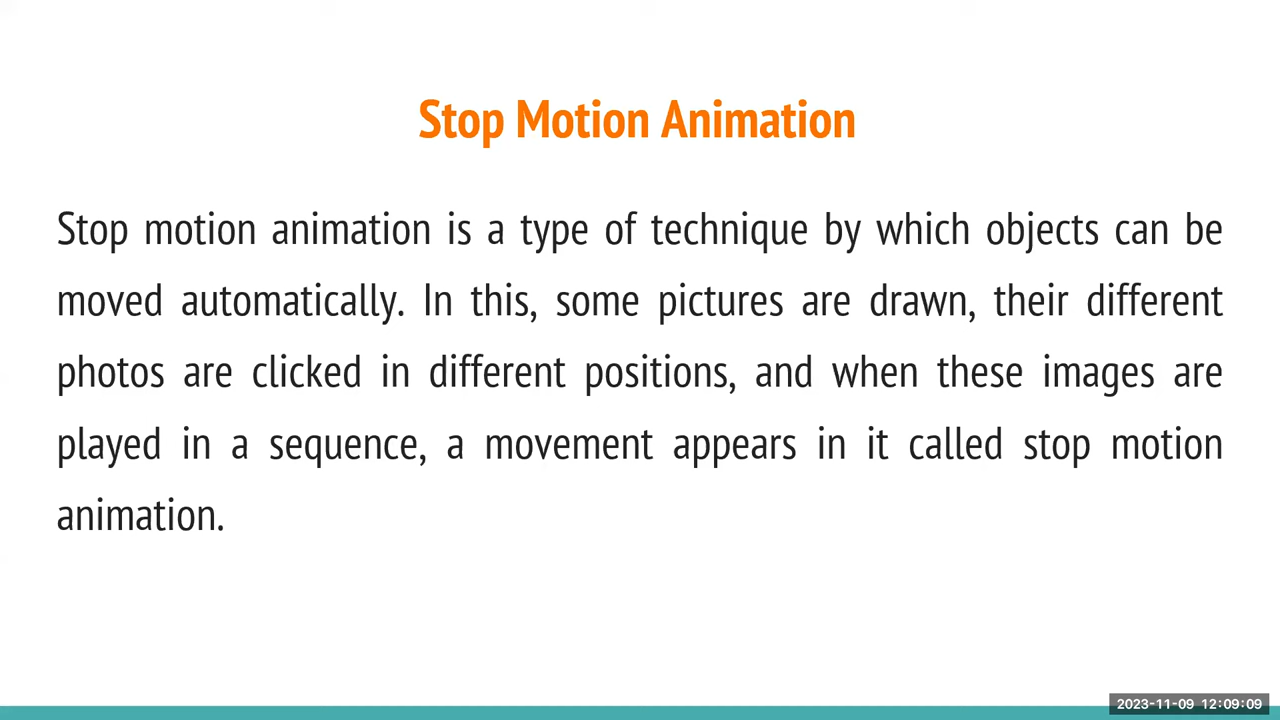 Stop Motion Animation
Stop motion animation is a type of technique by which objects can be
moved automatically. In this, some pictures are drawn, their different
photos are clicked in different positions, and when these images are
played in a sequence, a movement appears in it called stop motion
animation.
2023-11-09 12:09:09